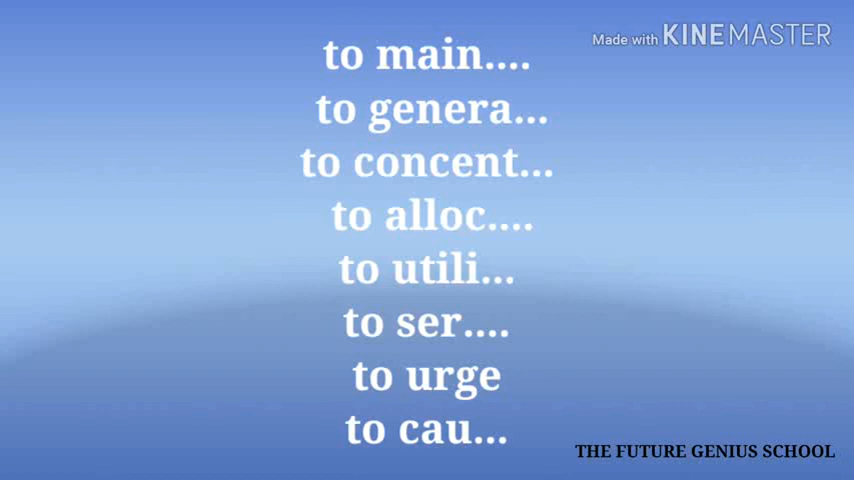 Made with KINEMASTER
to main....
to genera...
to concent...
to alloc....
to utili...
to ser....
to urge
to cau...
THE FUTURE GENIUS SCHOOL